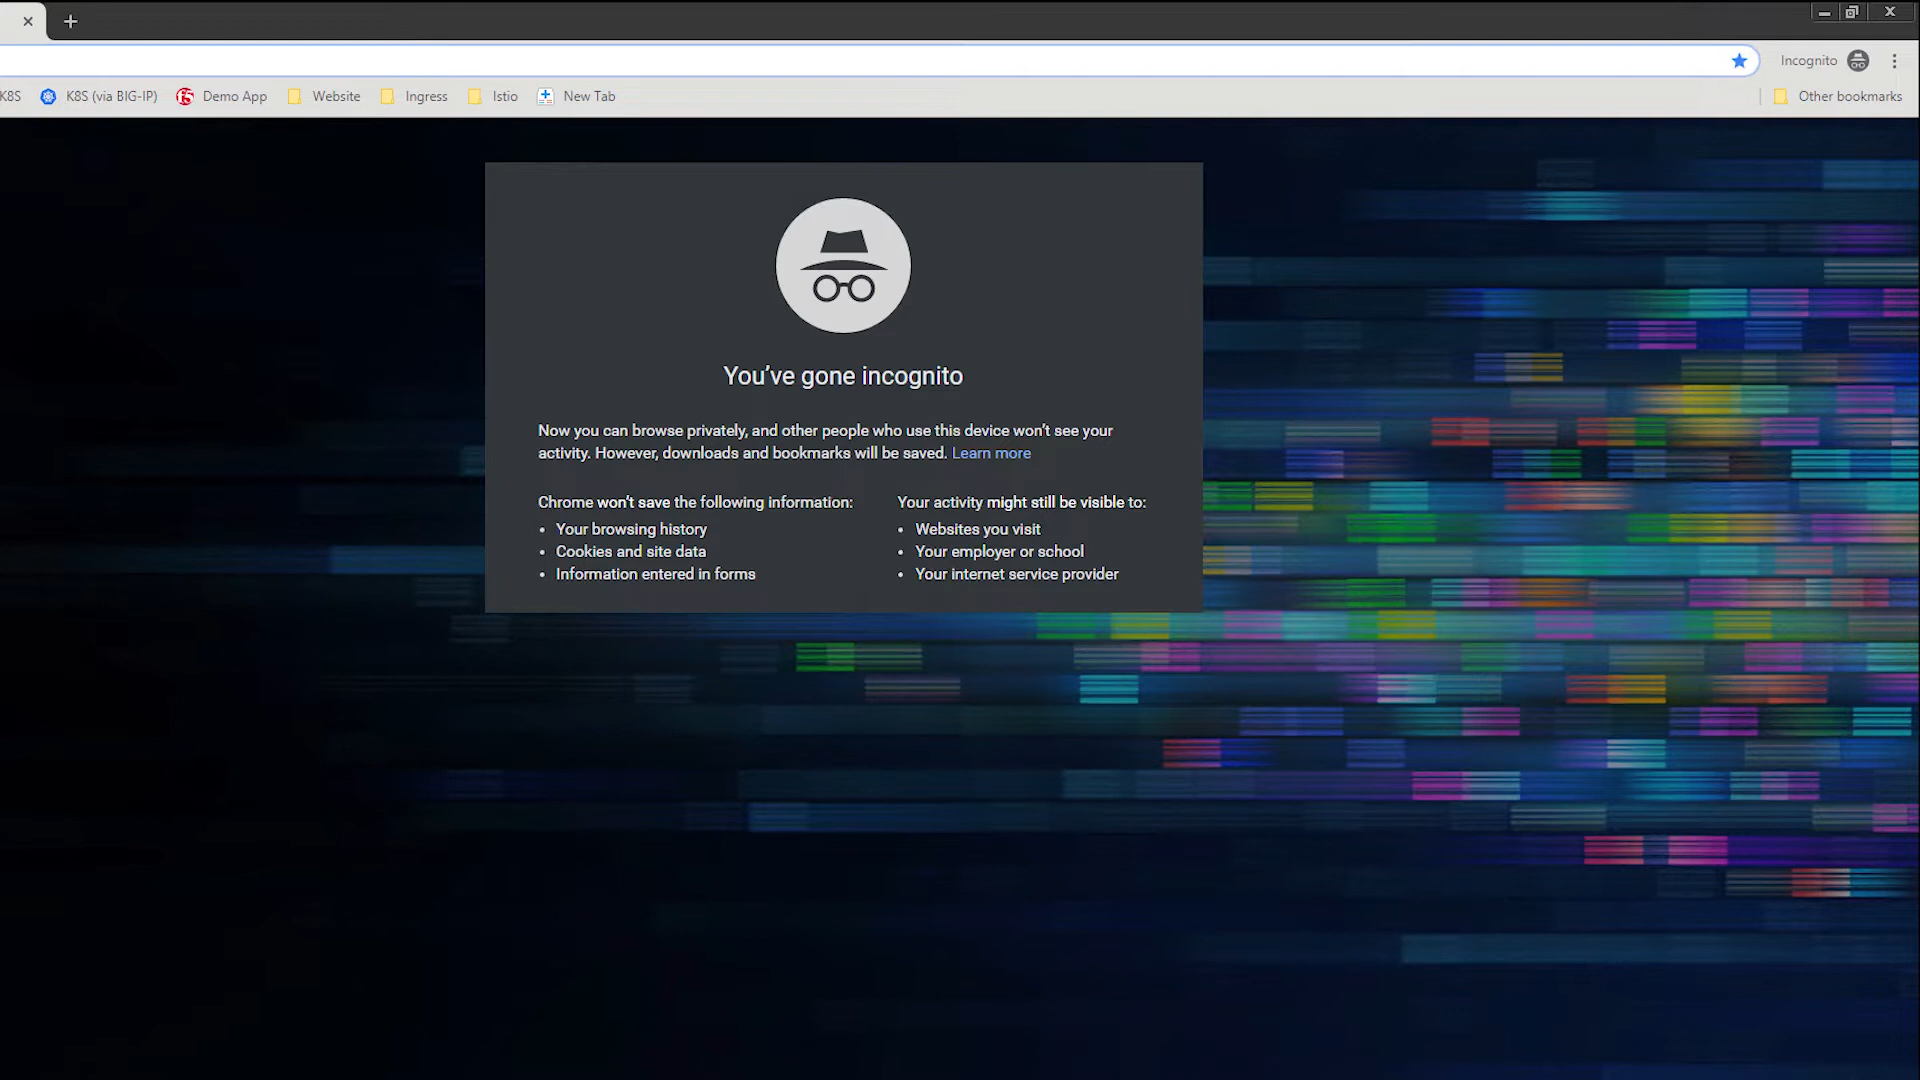 Incognito
K8S
K8S (via BIG-IP)
Demo App
Website
Ingress
Istio
New Tab
Other bookmarks
You’ve gone incognito
Now you can browse privately, and other people who use this device won’t see your
activity. However, downloads and bookmarks will be saved. Learn more
Chrome won’t save the following information:
Your browsing history
Cookies and site data
Information entered in forms
Your activity might still be visible to:
Websites you visit
Your employer or school
Your internet service provider